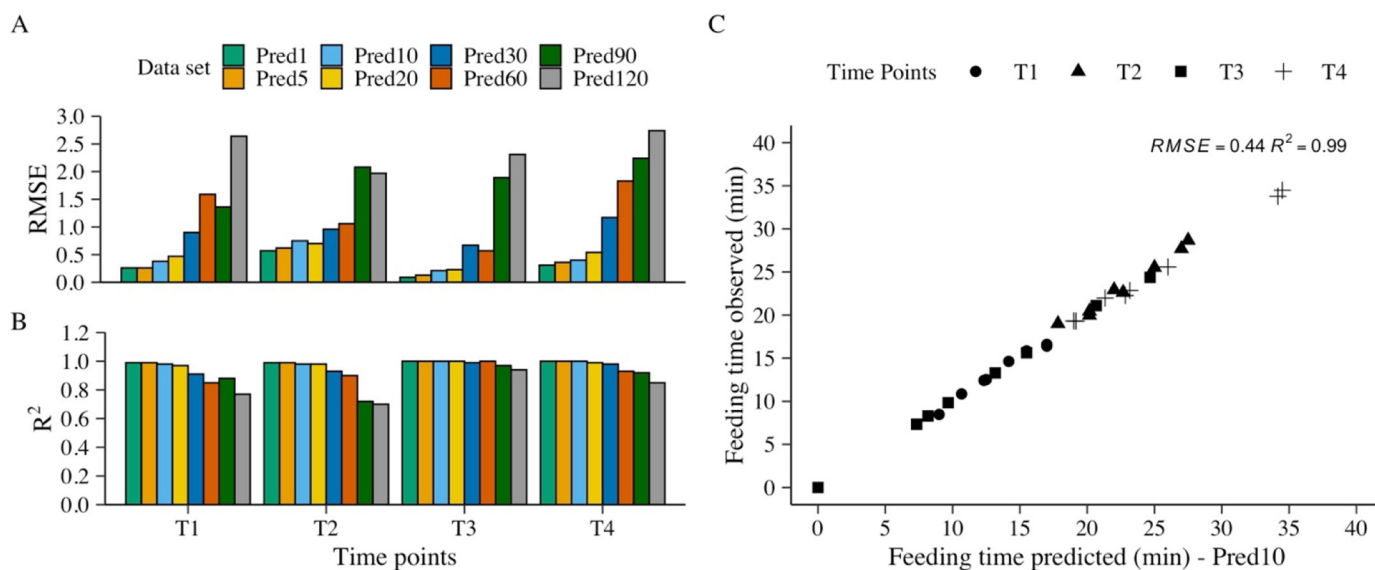 A
Data set
Pred1 Pred10 Pred30 Pred90
Pred5 Pred20 Pred60 Pred120
RMSE
3.0
2.5
2.0
1.5
1.0
0.5
0.0
B
R²
1.2
1.0
0.8
0.6
0.4
0.2
0.0
T1 T2 T3 T4
Time points
C
Time Points T1 T2 T3 T4
RMSE = 0.44 R² = 0.99
Feeding time observed (min)
40
35
30
25
20
15
10
5
0
0 5 10 15 20 25 30 35 40
Feeding time predicted (min) - Pred10